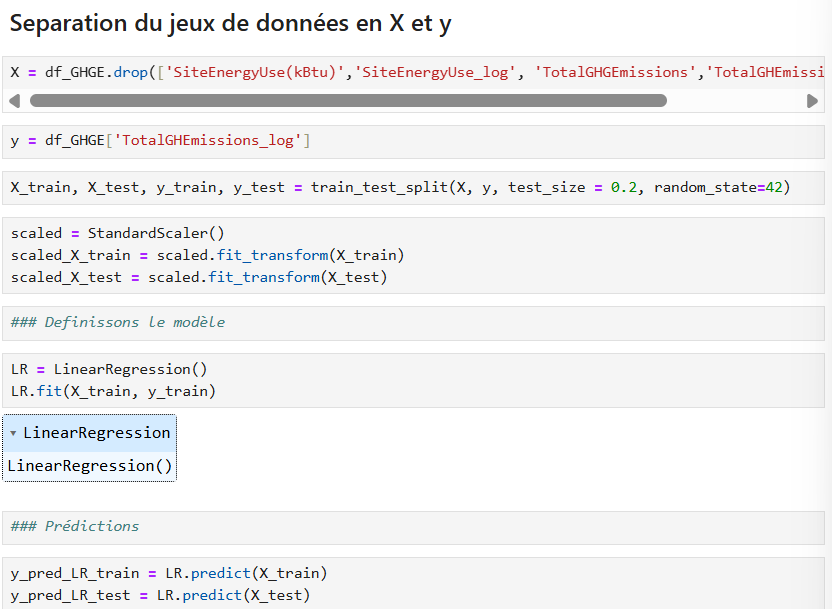 Separation du jeux de données en X et y
X = df_GHGE.drop(['SiteEnergyUse(kBtu)','SiteEnergyUse_log', 'TotalGHGEmissions','TotalGHEmissi
y = df_GHGE['TotalGHEmissions_log']
X_train, X_test, y_train, y_test = train_test_split(X, y, test_size = 0.2, random_state=42)
scaled = StandardScaler()
scaled_X_train = scaled.fit_transform(X_train)
scaled_X_test = scaled.fit_transform(X_test)
### Definissons le modèle
LR = LinearRegression()
LR.fit(X_train, y_train)
▾ LinearRegression
LinearRegression()
### Prédictions
y_pred_LR_train = LR.predict(X_train)
y_pred_LR_test = LR.predict(X_test)